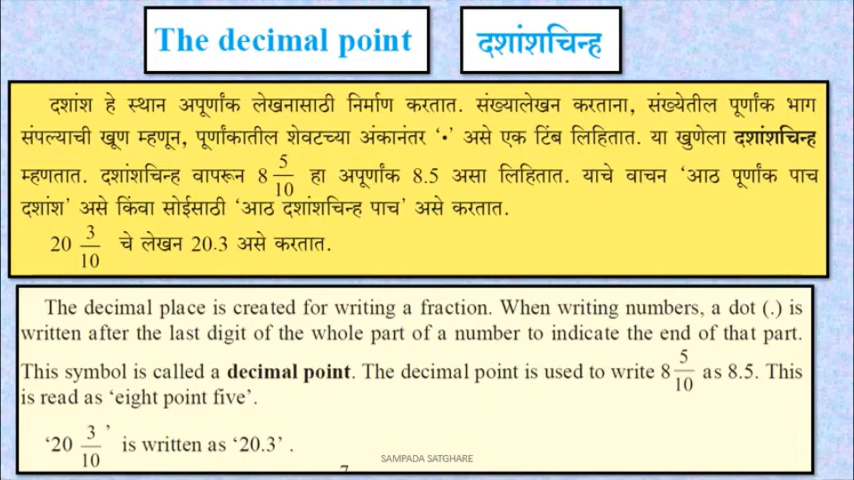 The decimal point
दशांशचिन्ह
दशांश हे स्थान अपूर्णांक लेखनासाठी निर्माण करतात. संख्यालेखन करताना, संख्येतील पूर्णांक भाग
संपल्याची खूण म्हणून, पूर्णांकातील शेवटच्या अंकानंतर ‘•’ असे एक टिंब लिहितात. या खुणेला दशांशचिन्ह
म्हणतात. दशांशचिन्ह वापरून 8 5/10 हा अपूर्णांक 8.5 असा लिहितात. याचे वाचन ‘आठ पूर्णांक पाच
दशांश’ असे किंवा सोईसाठी ‘आठ दशांशचिन्ह पाच’ असे करतात.
20 3/10 चे लेखन 20.3 असे करतात.
The decimal place is created for writing a fraction. When writing numbers, a dot (.) is
written after the last digit of the whole part of a number to indicate the end of that part.
This symbol is called a decimal point. The decimal point is used to write 8 5/10 as 8.5. This
is read as ‘eight point five’.
‘20 3/10’ is written as ‘20.3’ .
SAMPADA SATGHARE